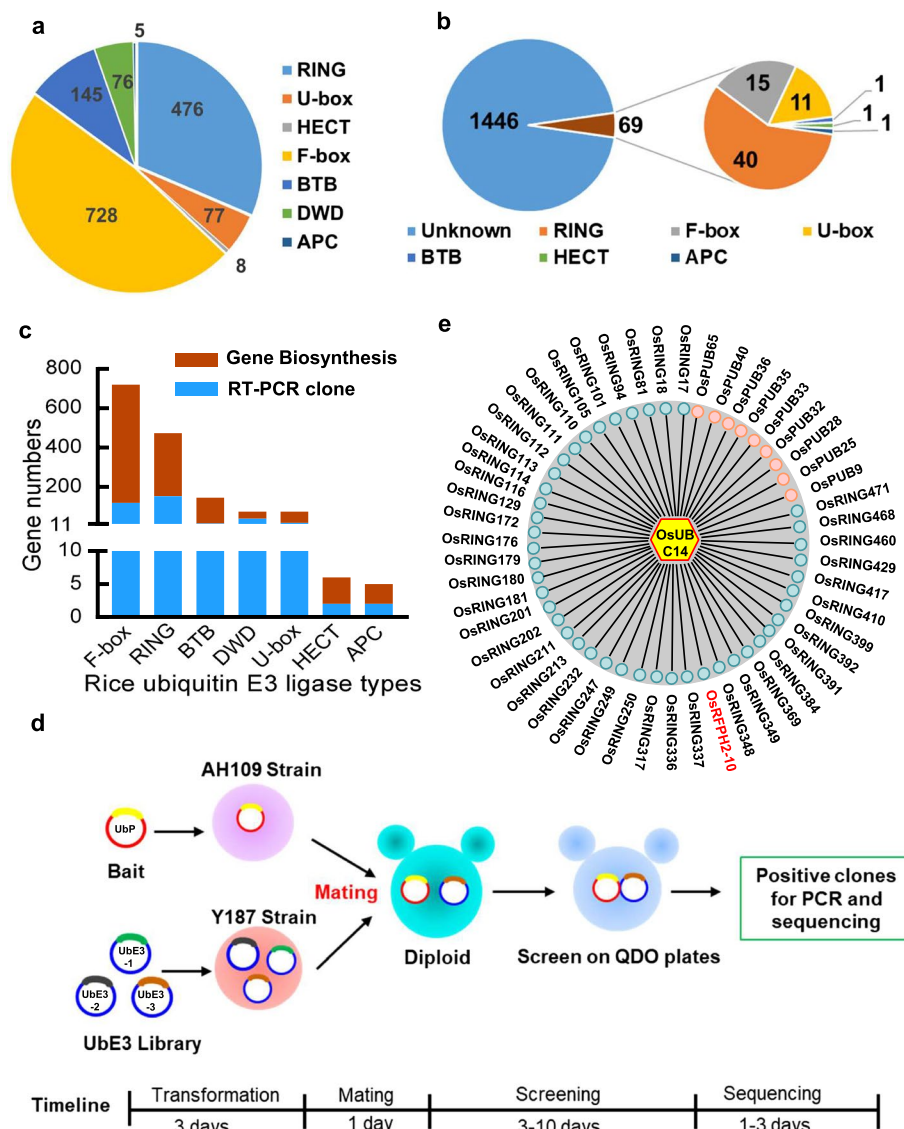 a
5
76
145
476
728
77
8
RING
U-box
HECT
F-box
BTB
DWD
APC
b
1446
69
15
11
1
1
1
40
Unknown
RING
F-box
U-box
BTB
HECT
APC
c
800
600
400
200
11
10
5
0
Gene numbers
Gene Biosynthesis
RT-PCR clone
F-box
RING
BTB
DWD
U-box
HECT
APC
Rice ubiquitin E3 ligase types
e
OsUB
C14
OsRING17
OsPUB65
OsPUB40
OsPUB36
OsPUB35
OsPUB33
OsPUB32
OsPUB28
OsPUB25
OsPUB9
OsRING471
OsRING468
OsRING460
OsRING429
OsRING417
OsRING410
OsRING399
OsRING392
OsRING391
OsRING384
OsRING369
OsRING349
OsRING348
OsRFPH2-10
OsRING337
OsRING336
OsRING317
OsRING250
OsRING249
OsRING247
OsRING232
OsRING213
OsRING211
OsRING202
OsRING201
OsRING181
OsRING180
OsRING179
OsRING176
OsRING172
OsRING129
OsRING116
OsRING114
OsRING113
OsRING112
OsRING111
OsRING110
OsRING105
OsRING101
OsRING94
OsRING81
OsRING18
d
AH109 Strain
UbP
Bait
Mating
Y187 Strain
UbE3
-1
UbE3
-2
UbE3
-3
UbE3 Library
Diploid
Screen on QDO plates
Positive clones
for PCR and
sequencing
Timeline
Transformation
Mating
Screening
Sequencing
3 days
1 day
3-10 days
1-3 days